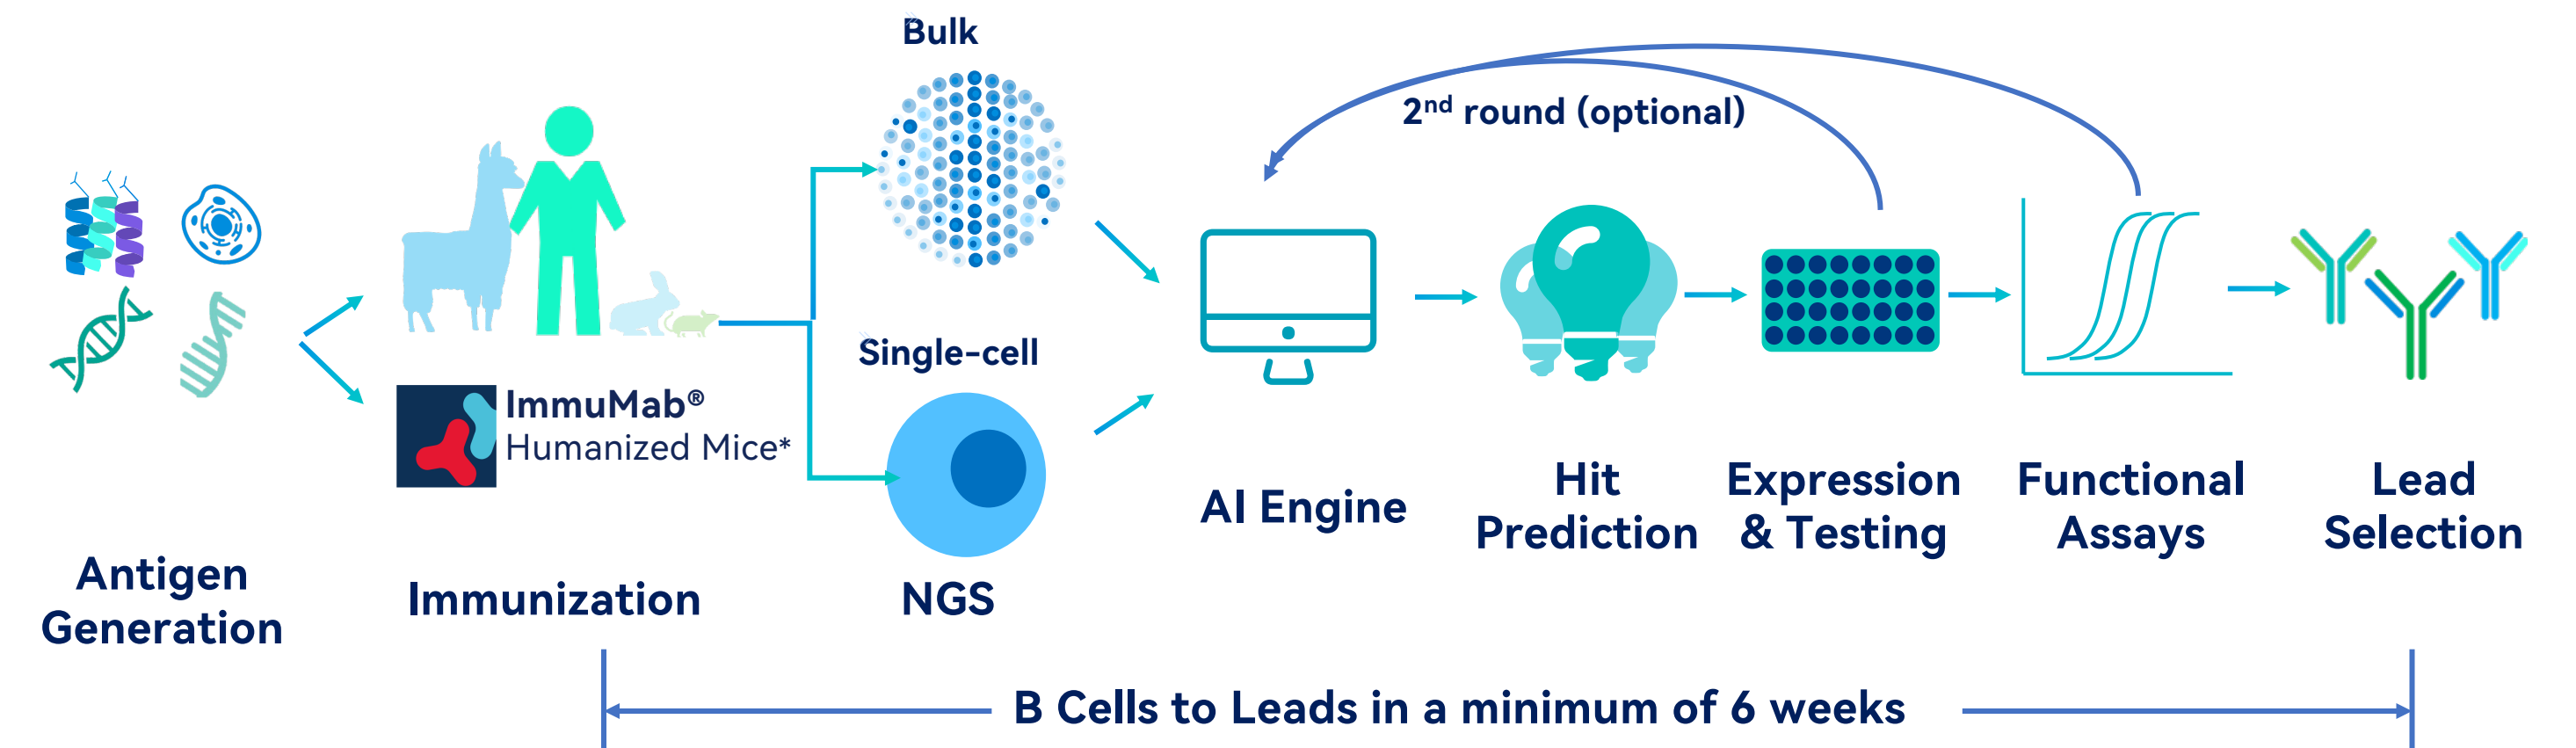 Bulk
2nd round (optional)
Single-cell
ImmuMab®
Humanized Mice*
Antigen
Generation
Immunization
NGS
AI Engine
Hit
Prediction
Expression
& Testing
Functional
Assays
Lead
Selection
B Cells to Leads in a minimum of 6 weeks